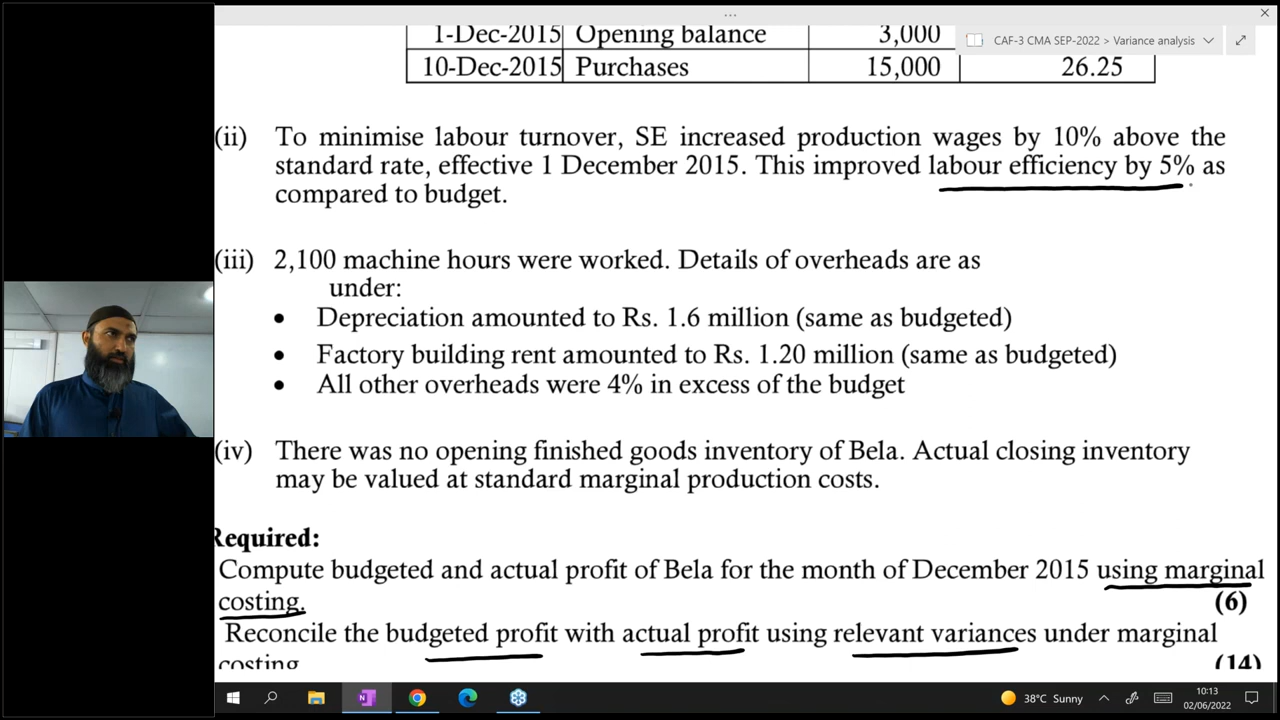 ...
1-Dec-2015 Opening balance 3,000
CAF-3 CMA SEP-2022 > Variance analysis
10-Dec-2015 Purchases 15,000 26.25
(ii) To minimise labour turnover, SE increased production wages by 10% above the
standard rate, effective 1 December 2015. This improved labour efficiency by 5% as
compared to budget.
(iii) 2,100 machine hours were worked. Details of overheads are as
under:
• Depreciation amounted to Rs. 1.6 million (same as budgeted)
• Factory building rent amounted to Rs. 1.20 million (same as budgeted)
• All other overheads were 4% in excess of the budget
(iv) There was no opening finished goods inventory of Bela. Actual closing inventory
may be valued at standard marginal production costs.
Required:
Compute budgeted and actual profit of Bela for the month of December 2015 using marginal
costing. (6)
Reconcile the budgeted profit with actual profit using relevant variances under marginal
costing (14)
N
38°C Sunny
10:13
02/06/2022